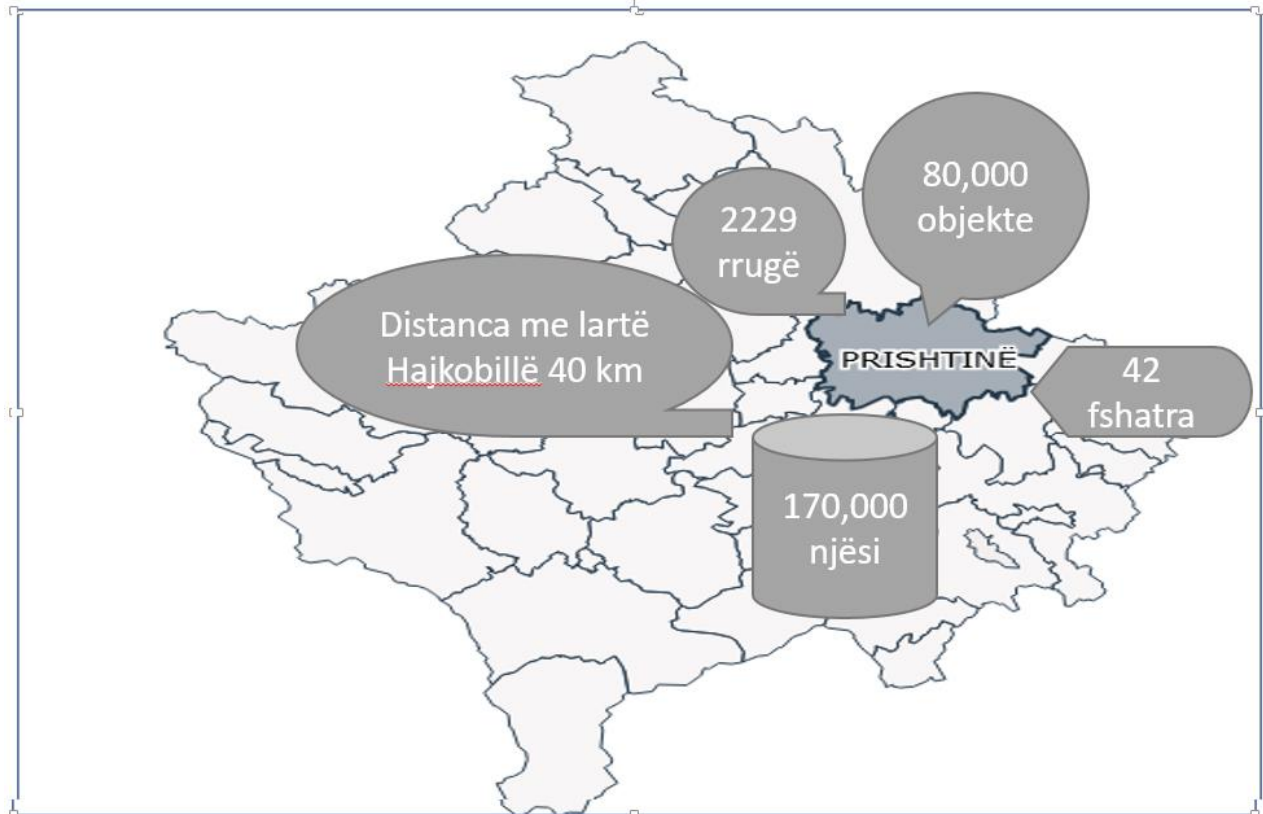 80,000
objekte
2229
rrugë
Distanca me lartë
Hajkobillë 40 km
PRISHTINË
42
fshatra
170,000
njësi